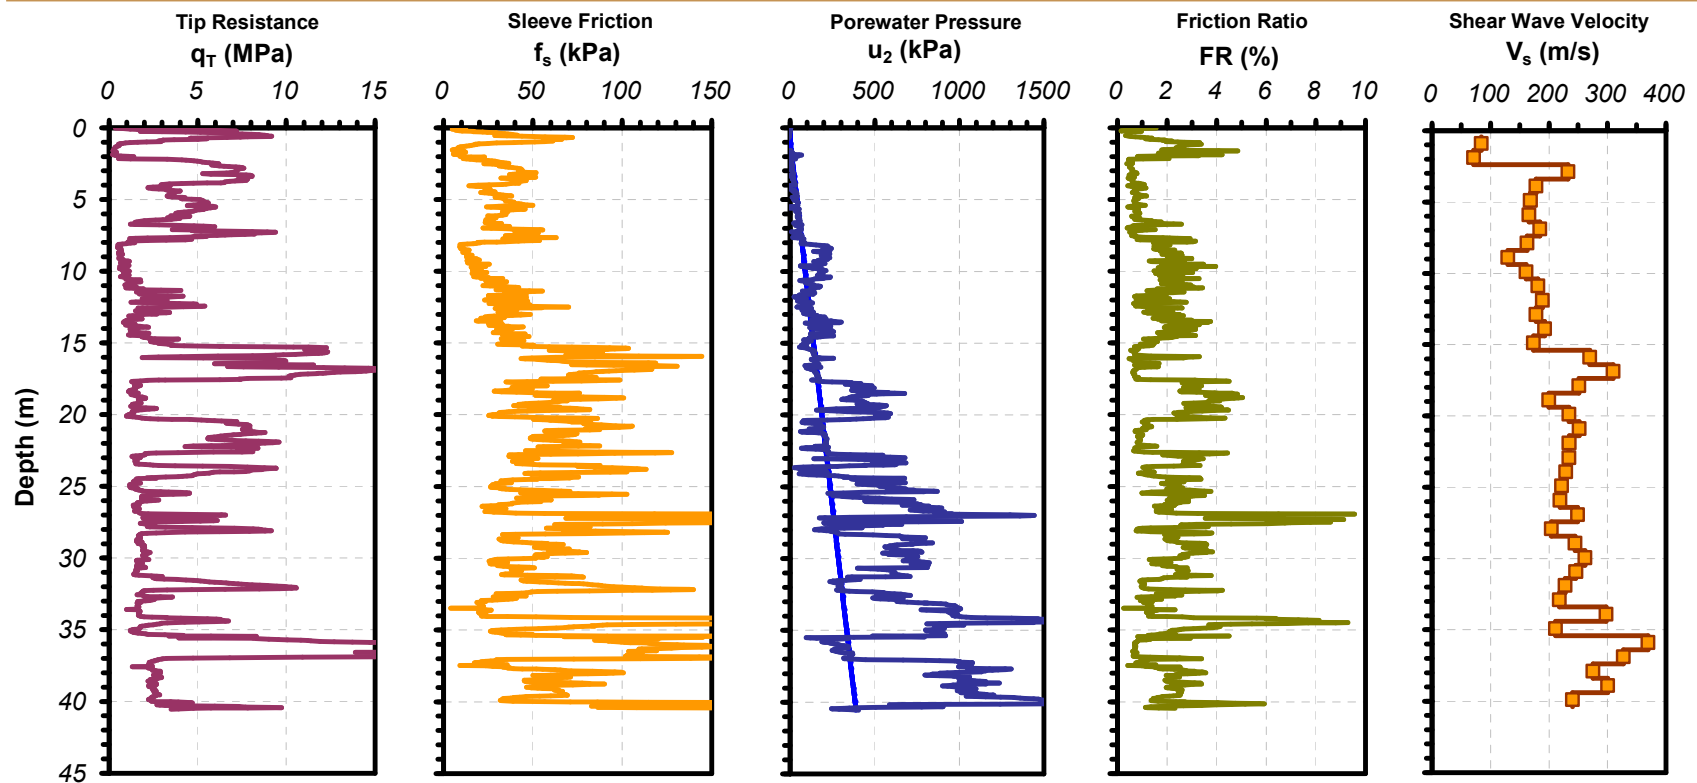 Tip Resistance
qT (MPa)
0 5 10 15
Sleeve Friction
fs (kPa)
0 50 100 150
Porewater Pressure
u2 (kPa)
0 500 1000 1500
Friction Ratio
FR (%)
0 2 4 6 8 10
Shear Wave Velocity
Vs (m/s)
0 100 200 300 400
Depth (m)
0
5
10
15
20
25
30
35
40
45